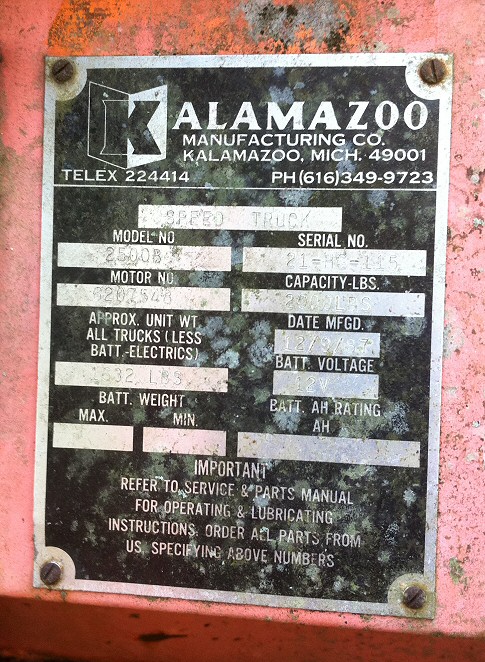 KALAMAZOO
MANUFACTURING CO.
KALAMAZOO, MICH. 49001
TELEX 224414 PH(616)349-9723
SPEED TRUCK
MODEL NO. SERIAL NO.
2500B
MOTOR NO. CAPACITY-LBS.
APPROX. UNIT WT. DATE MFGD.
ALL TRUCKS (LESS
BATT.-ELECTRICS) BATT. VOLTAGE
1532 LBS 12V
BATT. WEIGHT BATT. AH RATING
MAX. MIN. AH
IMPORTANT
REFER TO SERVICE & PARTS MANUAL
FOR OPERATING & LUBRICATING
INSTRUCTIONS. ORDER ALL PARTS FROM
US, SPECIFYING ABOVE NUMBERS